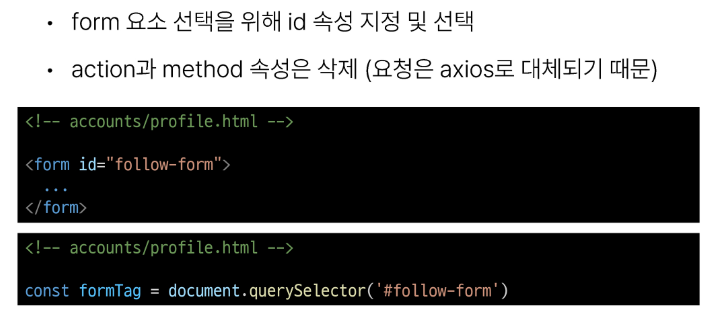 • form 요소 선택을 위해 id 속성 지정 및 선택
• action과 method 속성은 삭제 (요청은 axios로 대체되기 때문)
<!-- accounts/profile.html -->
<form id="follow-form">
...
</form>
<!-- accounts/profile.html -->
const formTag = document.querySelector('#follow-form')